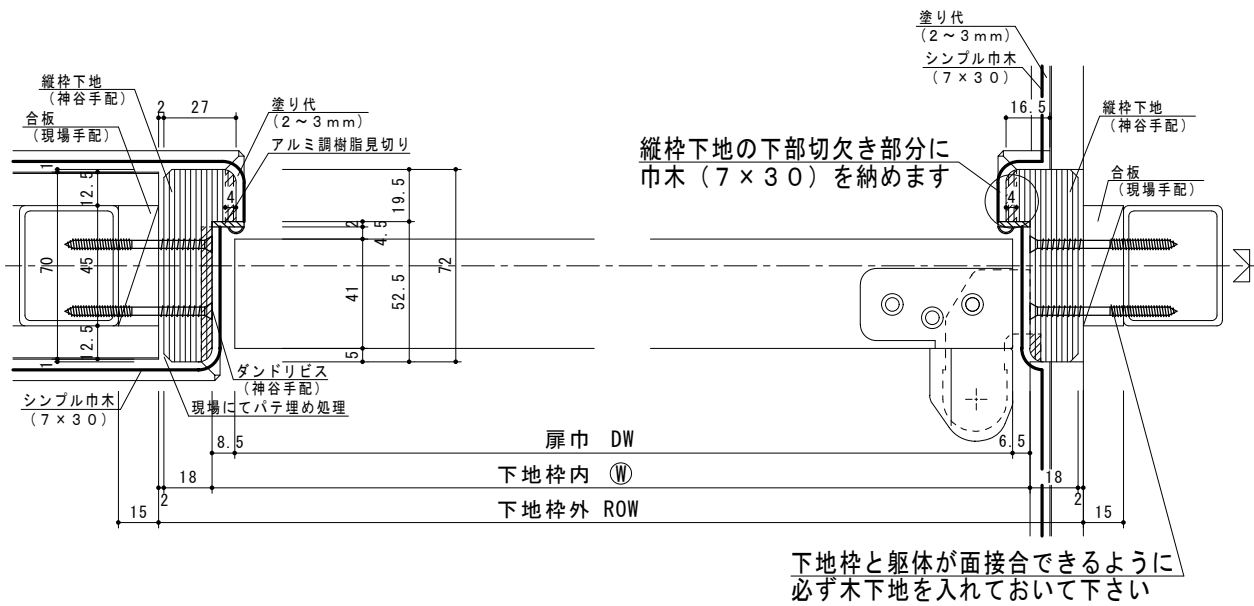 塗り代
(2～3mm)
シンプル巾木
(7×30)
縦枠下地
(神谷手配)
合板
(現場手配)
2
27
塗り代
(2～3mm)
アルミ調樹脂見切り
16.5
縦枠下地
(神谷手配)
縦枠下地の下部切欠き部分に
巾木(7×30)を納めます
合板
(現場手配)
1
12.5
70
45
12.5
1
4
2
4.5
19.5
41
52.5
72
5
4
シンプル巾木
(7×30)
ダンドリビス
(神谷手配)
現場にてパテ埋め処理
8.5
扉巾 DW
6.5
18
2
下地枠内 Ⓦ
18
2
15
下地枠外 ROW
15
下地枠と躯体が面接合できるように
必ず木下地を入れておいて下さい